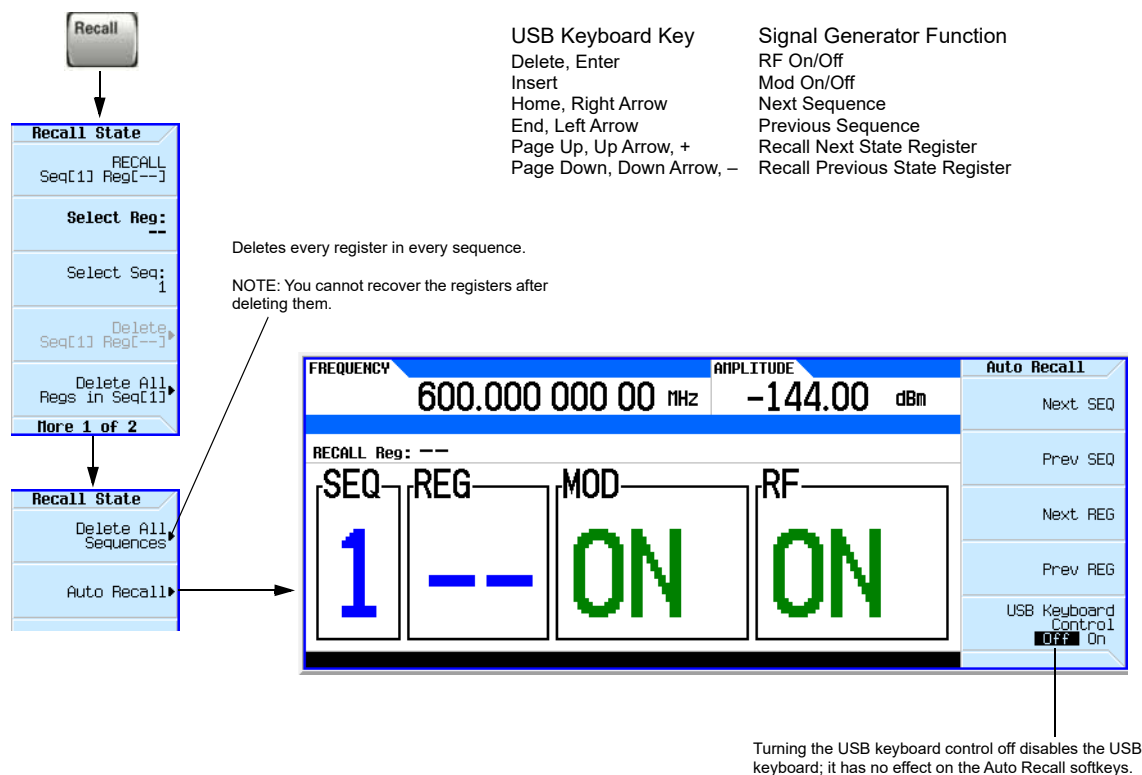 Recall
USB Keyboard Key Signal Generator Function
Delete, Enter RF On/Off
Insert Mod On/Off
Home, Right Arrow Next Sequence
End, Left Arrow Previous Sequence
Page Up, Up Arrow, + Recall Next State Register
Page Down, Down Arrow, – Recall Previous State Register
Recall State
RECALL
Seq[1] Reg[--]
Select Reg:
--
Select Seq:
1
Delete
Seq[1] Reg[--]
Delete All
Regs in Seq[1]
More 1 of 2
Deletes every register in every sequence.
NOTE: You cannot recover the registers after
deleting them.
Recall State
Delete All
Sequences
Auto Recall
FREQUENCY
600.000 000 00 MHz
AMPLITUDE
-144.00 dBm
RECALL Reg: --
SEQ REG MOD RF
1 -- ON ON
Auto Recall
Next SEQ
Prev SEQ
Next REG
Prev REG
USB Keyboard
Control
Off On
Turning the USB keyboard control off disables the USB
keyboard; it has no effect on the Auto Recall softkeys.